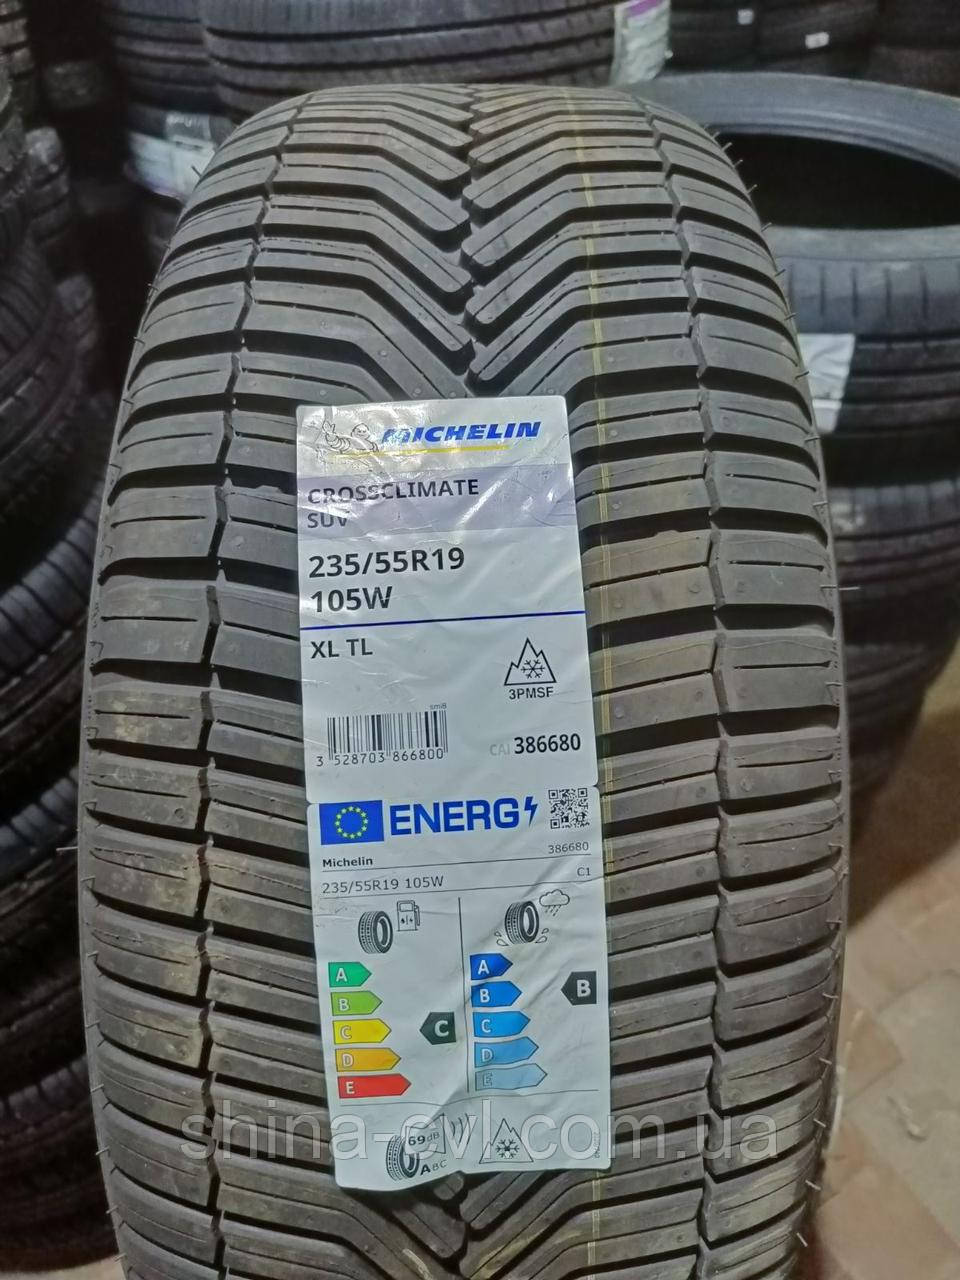 MICHELIN
CROSSCLIMATE
SUV
235/55R19
105W
XL TL
3PMSF
smi8
3 528703 866800
CAI 386680
ENERG
Michelin
386680
235/55R19 105W
C1
A
B
C
D
E
C
A
B
C
D
E
B
69dB
ABC
shina-cvl.com.ua